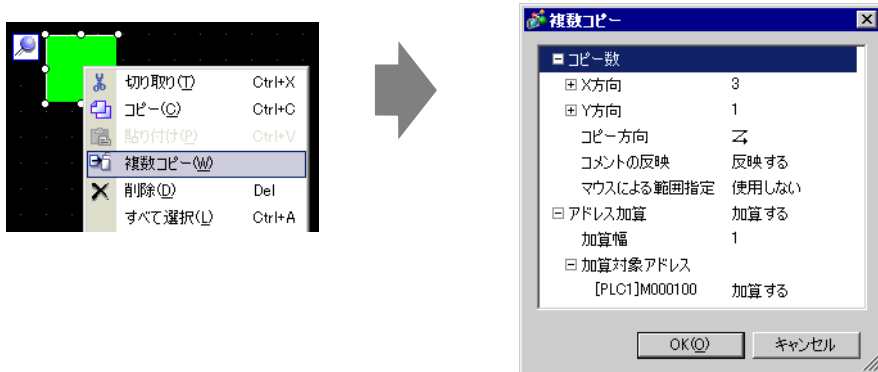 切り取り(T) Ctrl+X
コピー(C) Ctrl+C
貼り付け(P) Ctrl+V
複数コピー(W)
削除(D) Del
すべて選択(L) Ctrl+A
複数コピー
コピー数
X方向 3
Y方向 1
コピー方向
コメントの反映 反映する
マウスによる範囲指定 使用しない
アドレス加算 加算する
加算幅 1
加算対象アドレス
[PLC1]M000100 加算する
OK(O) キャンセル